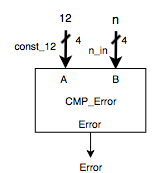 12 n
4 4
const_12 n_in
A B
CMP_Error
Error
Error